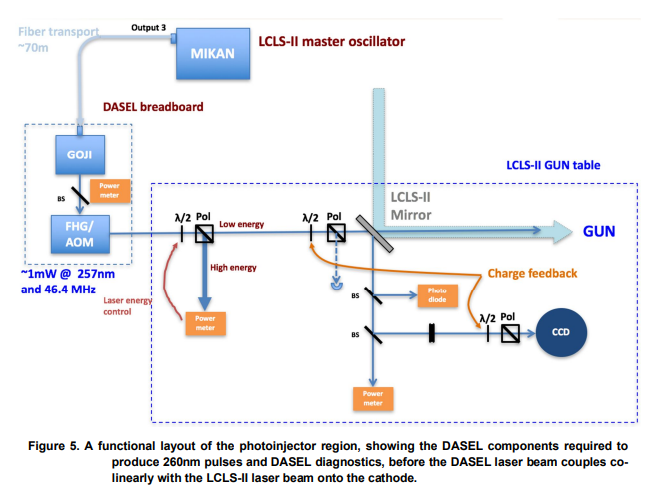 Output 3
Fiber transport
~70m
MIKAN
LCLS-II master oscillator
DASEL breadboard
GOJI
Power
meter
BS
FHG/
AOM
~1mW @ 257nm
and 46.4 MHz
LCLS-II GUN table
LCLS-II
Mirror
λ/2 Pol
Low energy
λ/2 Pol
GUN
High energy
Laser energy
control
Power
meter
Charge feedback
BS
Photo
diode
BS
λ/2 Pol
CCD
Power
meter
Figure 5. A functional layout of the photoinjector region, showing the DASEL components required to
produce 260nm pulses and DASEL diagnostics, before the DASEL laser beam couples co-
linearly with the LCLS-II laser beam onto the cathode.